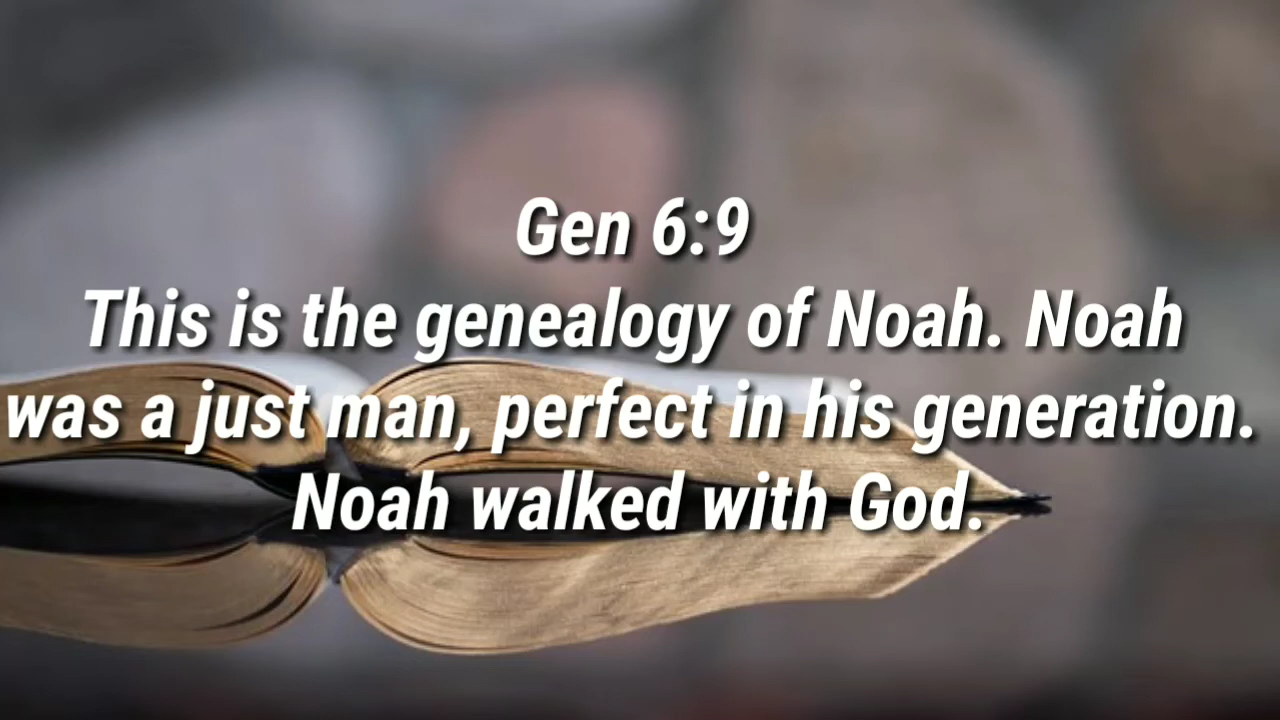 Gen 6:9
This is the genealogy of Noah. Noah
was a just man, perfect in his generation.
Noah walked with God.